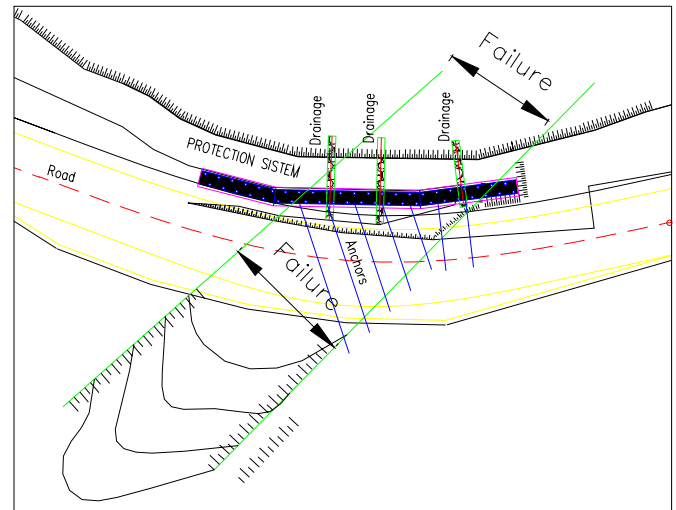 Failure
Drainage
Drainage
Drainage
PROTECTION SISTEM
Road
Failure
Anchors